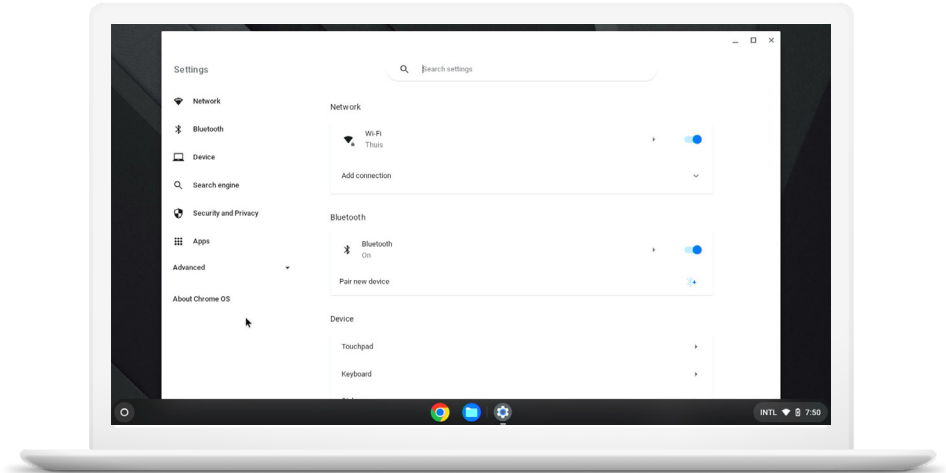 Settings
Search settings
Network
Bluetooth
Device
Search engine
Security and Privacy
Apps
Advanced
About Chrome OS
Network
Wi-Fi
Thuis
Add connection
Bluetooth
Bluetooth
On
Pair new device
Device
Touchpad
Keyboard
INTL 7:50